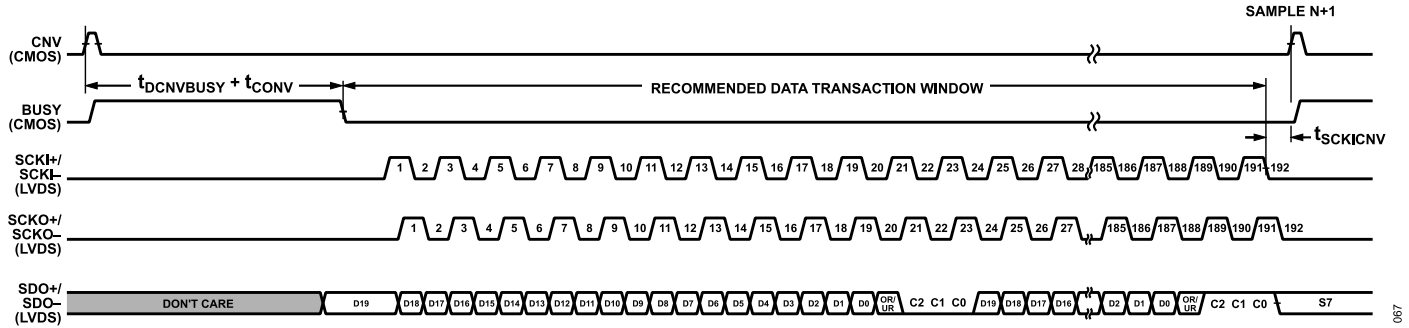 SAMPLE N+1
CNV
(CMOS)
tDCNVBUSY + tCONV
RECOMMENDED DATA TRANSACTION WINDOW
BUSY
(CMOS)
tSCKICNV
SCKI+/
SCKI–
(LVDS)
1 2 3 4 5 6 7 8 9 10 11 12 13 14 15 16 17 18 19 20 21 22 23 24 25 26 27 28 185 186 187 188 189 190 191 192
SCKO+/
SCKO–
(LVDS)
1 2 3 4 5 6 7 8 9 10 11 12 13 14 15 16 17 18 19 20 21 22 23 24 25 26 27 185 186 187 188 189 190 191 192
SDO+/
SDO–
(LVDS)
DON'T CARE D19 D18 D17 D16 D15 D14 D13 D12 D11 D10 D9 D8 D7 D6 D5 D4 D3 D2 D1 D0 OR/UR C2 C1 C0 D19 D18 D17 D16 D2 D1 D0 OR/UR C2 C1 C0 S7
067